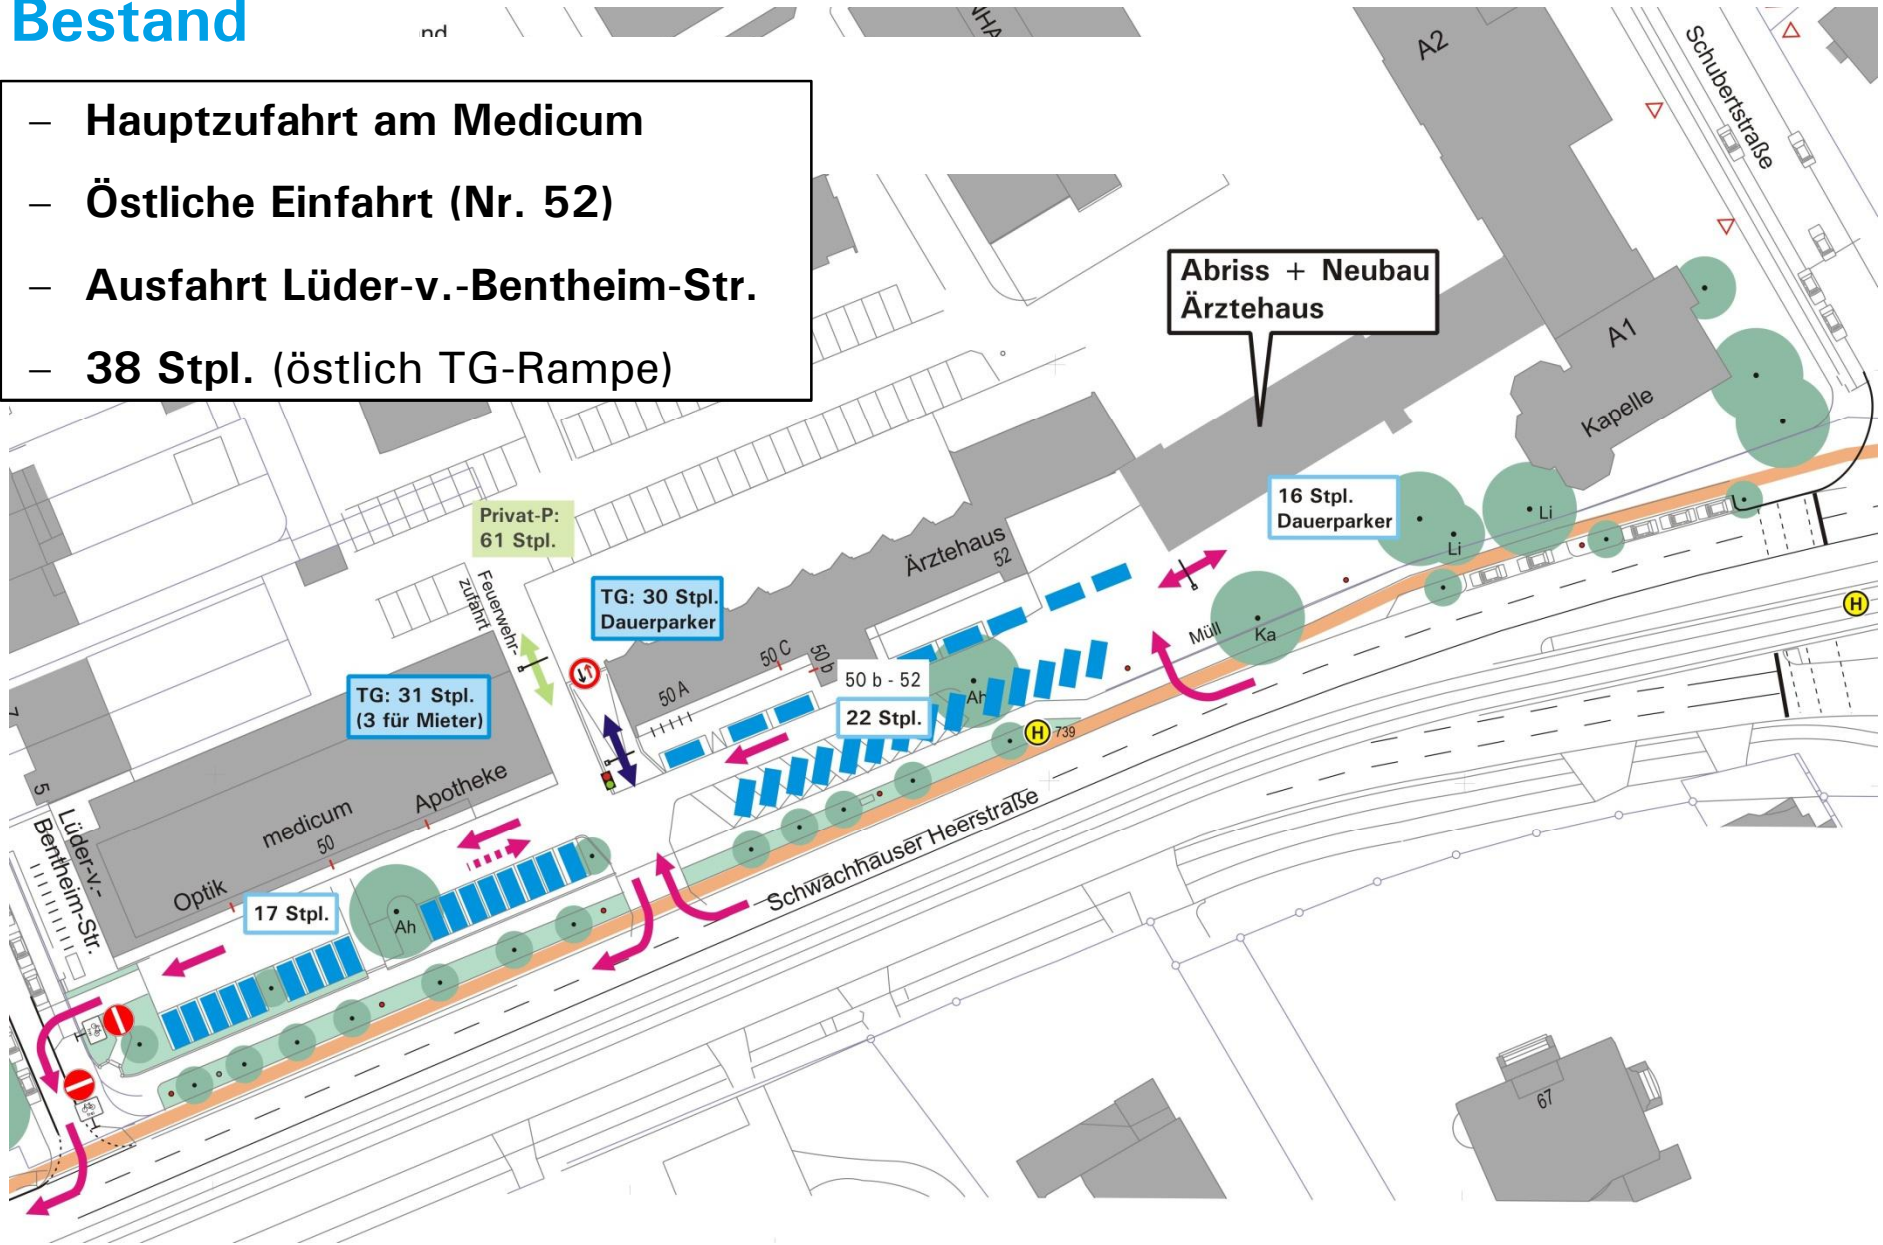 Bestand
– Hauptzufahrt am Medicum
– Östliche Einfahrt (Nr. 52)
– Ausfahrt Lüder-v.-Bentheim-Str.
– 38 Stpl. (östlich TG-Rampe)
A2
Schubertstraße
Abriss + Neubau
Ärztehaus
A1
Kapelle
16 Stpl.
Dauerparker
Li
Li
Privat-P:
61 Stpl.
Feuerwehr-
zufahrt
Ärztehaus
52
TG: 30 Stpl.
Dauerparker
H
Müll
Ka
50 C
50 b
50 A
50 b - 52
22 Stpl.
Ah
TG: 31 Stpl.
(3 für Mieter)
H
739
7
5
Lüder-v.-
Bentheim-Str.
medicum
50
Apotheke
Optik
Schwachhauser Heerstraße
17 Stpl.
Ah
67